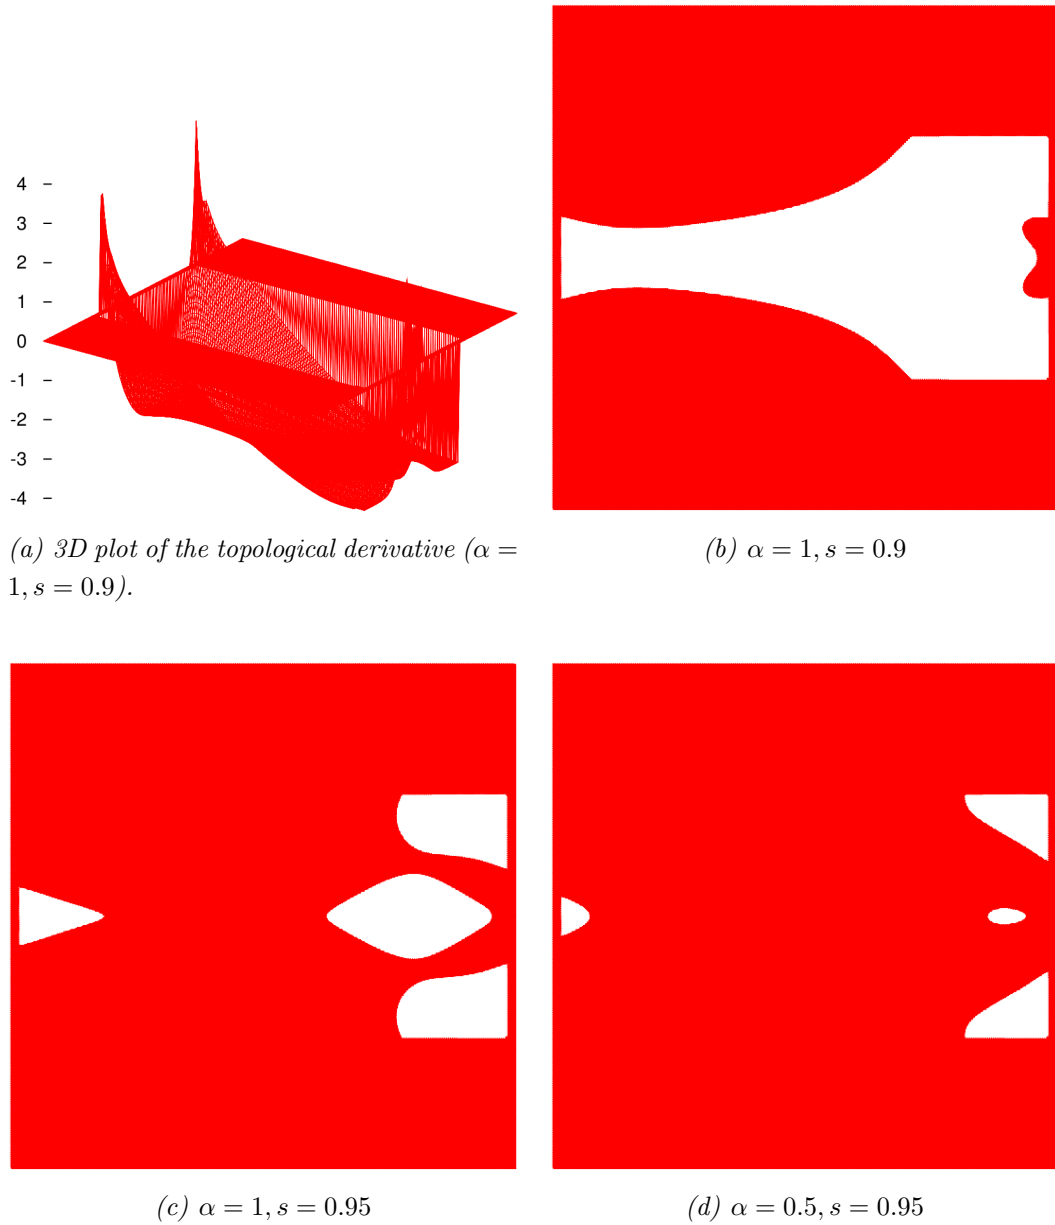 4
3
2
1
0
-1
-2
-3
-4
(a) 3D plot of the topological derivative (α =
1, s = 0.9).
(b) α = 1, s = 0.9
(c) α = 1, s = 0.95
(d) α = 0.5, s = 0.95